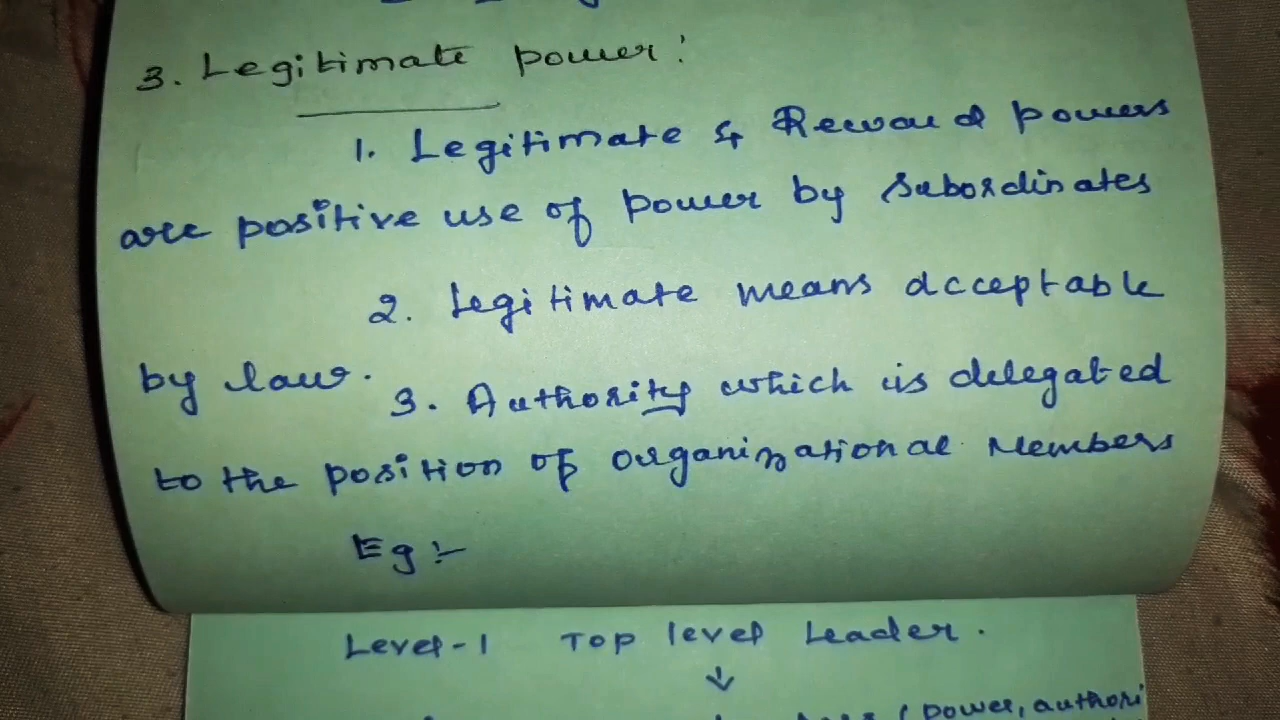 3. Legitimate power:
1. Legitimate & Reward powers
are positive use of power by subordinates
2. Legitimate means acceptable
by law.
3. Authority which is delegated
to the position of organizational Members
Eg :-
Level-1 Top level Leader.
↓
( power, authori